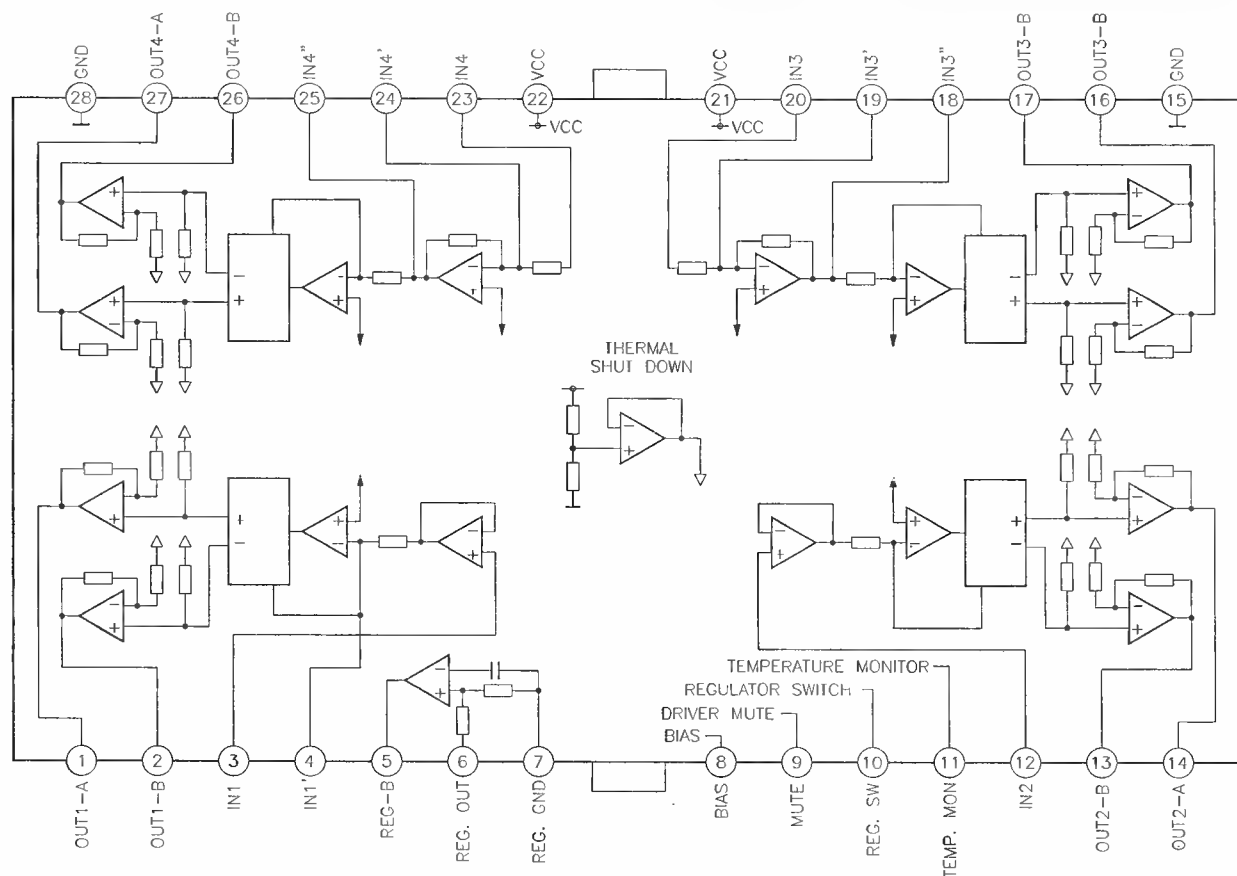 GND
OUT4-A
OUT4-B
IN4"
IN4'
IN4
VCC
VCC
IN3
IN3'
IN3"
OUT3-B
OUT3-B
GND
28
27
26
25
24
23
22
21
20
19
18
17
16
15
VCC
VCC
+
-
+
-
+
-
-
+
-
+
-
+
-
+
-
+
-
+
+
-
+
-
THERMAL
SHUT DOWN
-
+
-
+
-
+
+
-
+
-
-
+
-
+
+
-
+
-
-
+
-
+
-
+
TEMPERATURE MONITOR
REGULATOR SWITCH
DRIVER MUTE
BIAS
1
2
3
4
5
6
7
8
9
10
11
12
13
14
OUT1-A
OUT1-B
IN1
IN1'
REG-B
REG. OUT
REG. GND
BIAS
MUTE
REG. SW
TEMP. MON
IN2
OUT2-B
OUT2-A